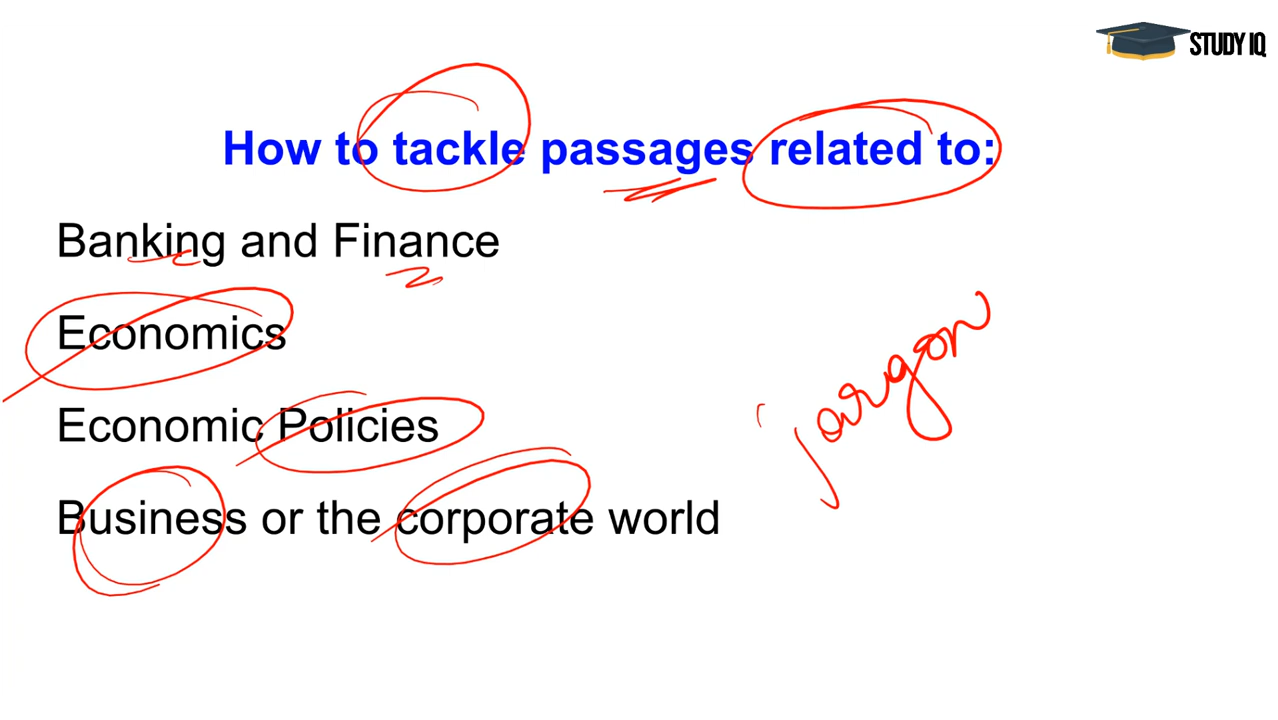 STUDY IQ
How to tackle passages related to:
Banking and Finance
Economics
Economic Policies
Business or the corporate world
jargon